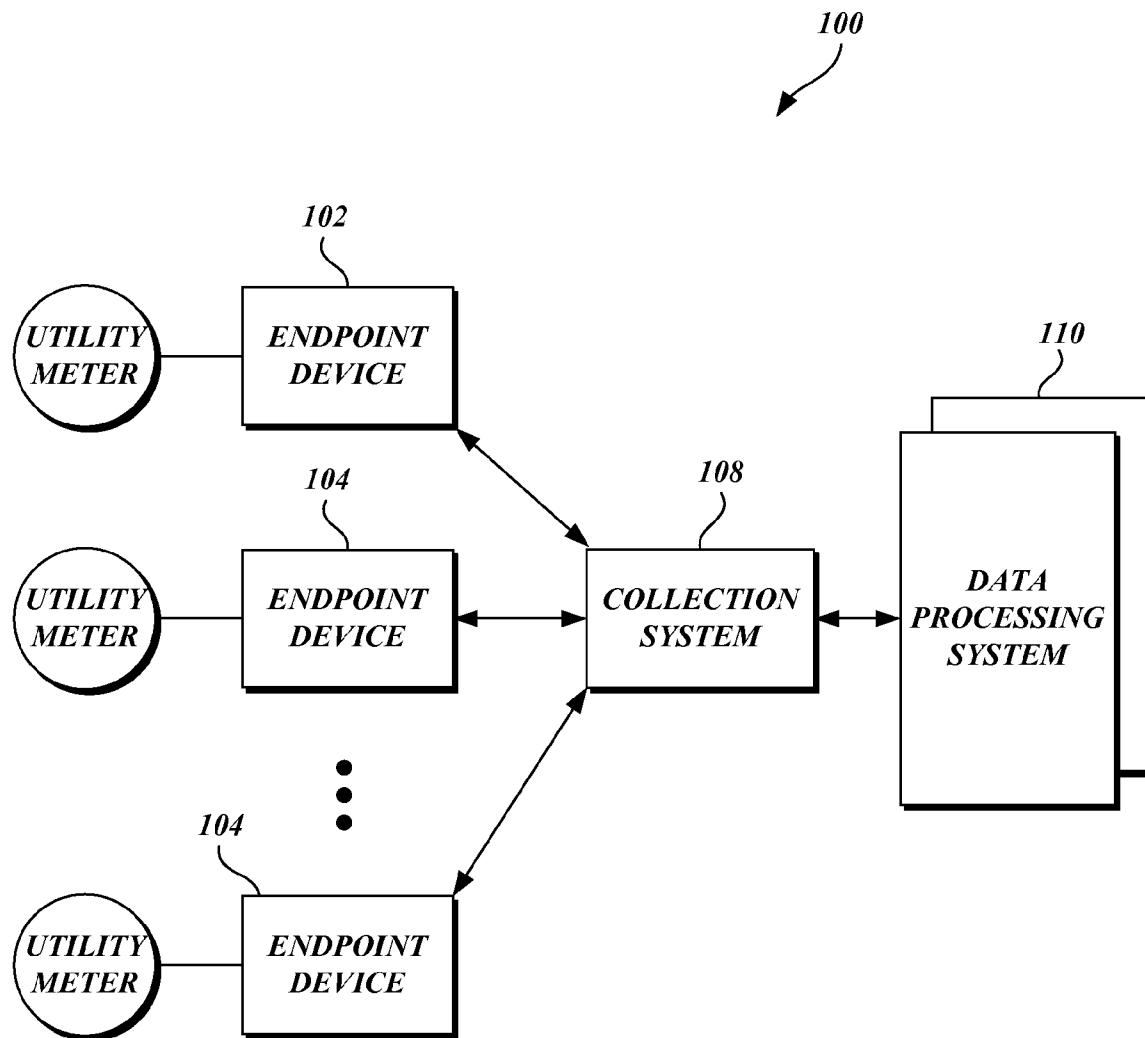 100
102
UTILITY
METER
ENDPOINT
DEVICE
110
104
108
UTILITY
METER
ENDPOINT
DEVICE
COLLECTION
SYSTEM
DATA
PROCESSING
SYSTEM
104
UTILITY
METER
ENDPOINT
DEVICE